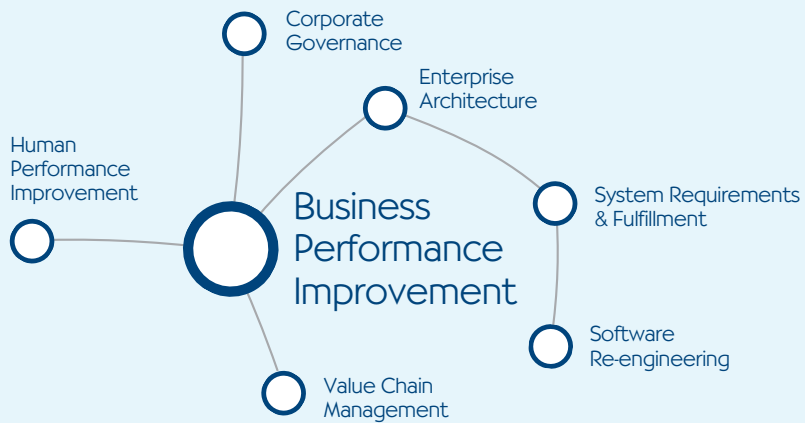 Corporate
Governance
Enterprise
Architecture
Human
Performance
Improvement
System Requirements
& Fulfillment
Business
Performance
Improvement
Software
Re-engineering
Value Chain
Management